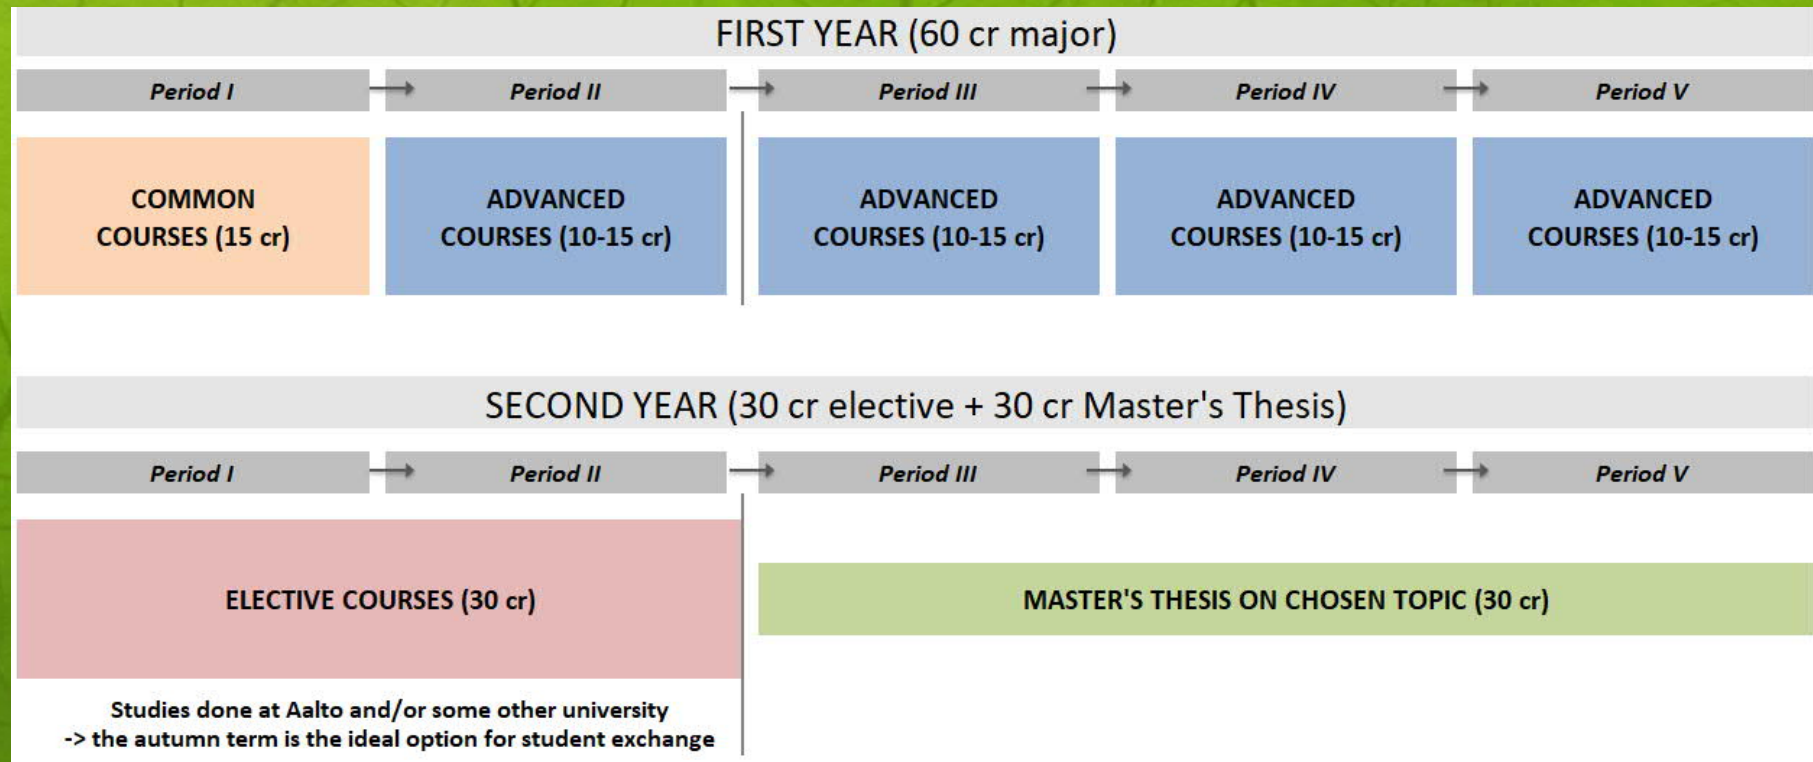 FIRST YEAR (60 cr major)
Period I
Period II
Period III
Period IV
Period V
COMMON
COURSES (15 cr)
ADVANCED
COURSES (10-15 cr)
ADVANCED
COURSES (10-15 cr)
ADVANCED
COURSES (10-15 cr)
ADVANCED
COURSES (10-15 cr)
SECOND YEAR (30 cr elective + 30 cr Master's Thesis)
Period I
Period II
Period III
Period IV
Period V
ELECTIVE COURSES (30 cr)
MASTER'S THESIS ON CHOSEN TOPIC (30 cr)
Studies done at Aalto and/or some other university
-> the autumn term is the ideal option for student exchange